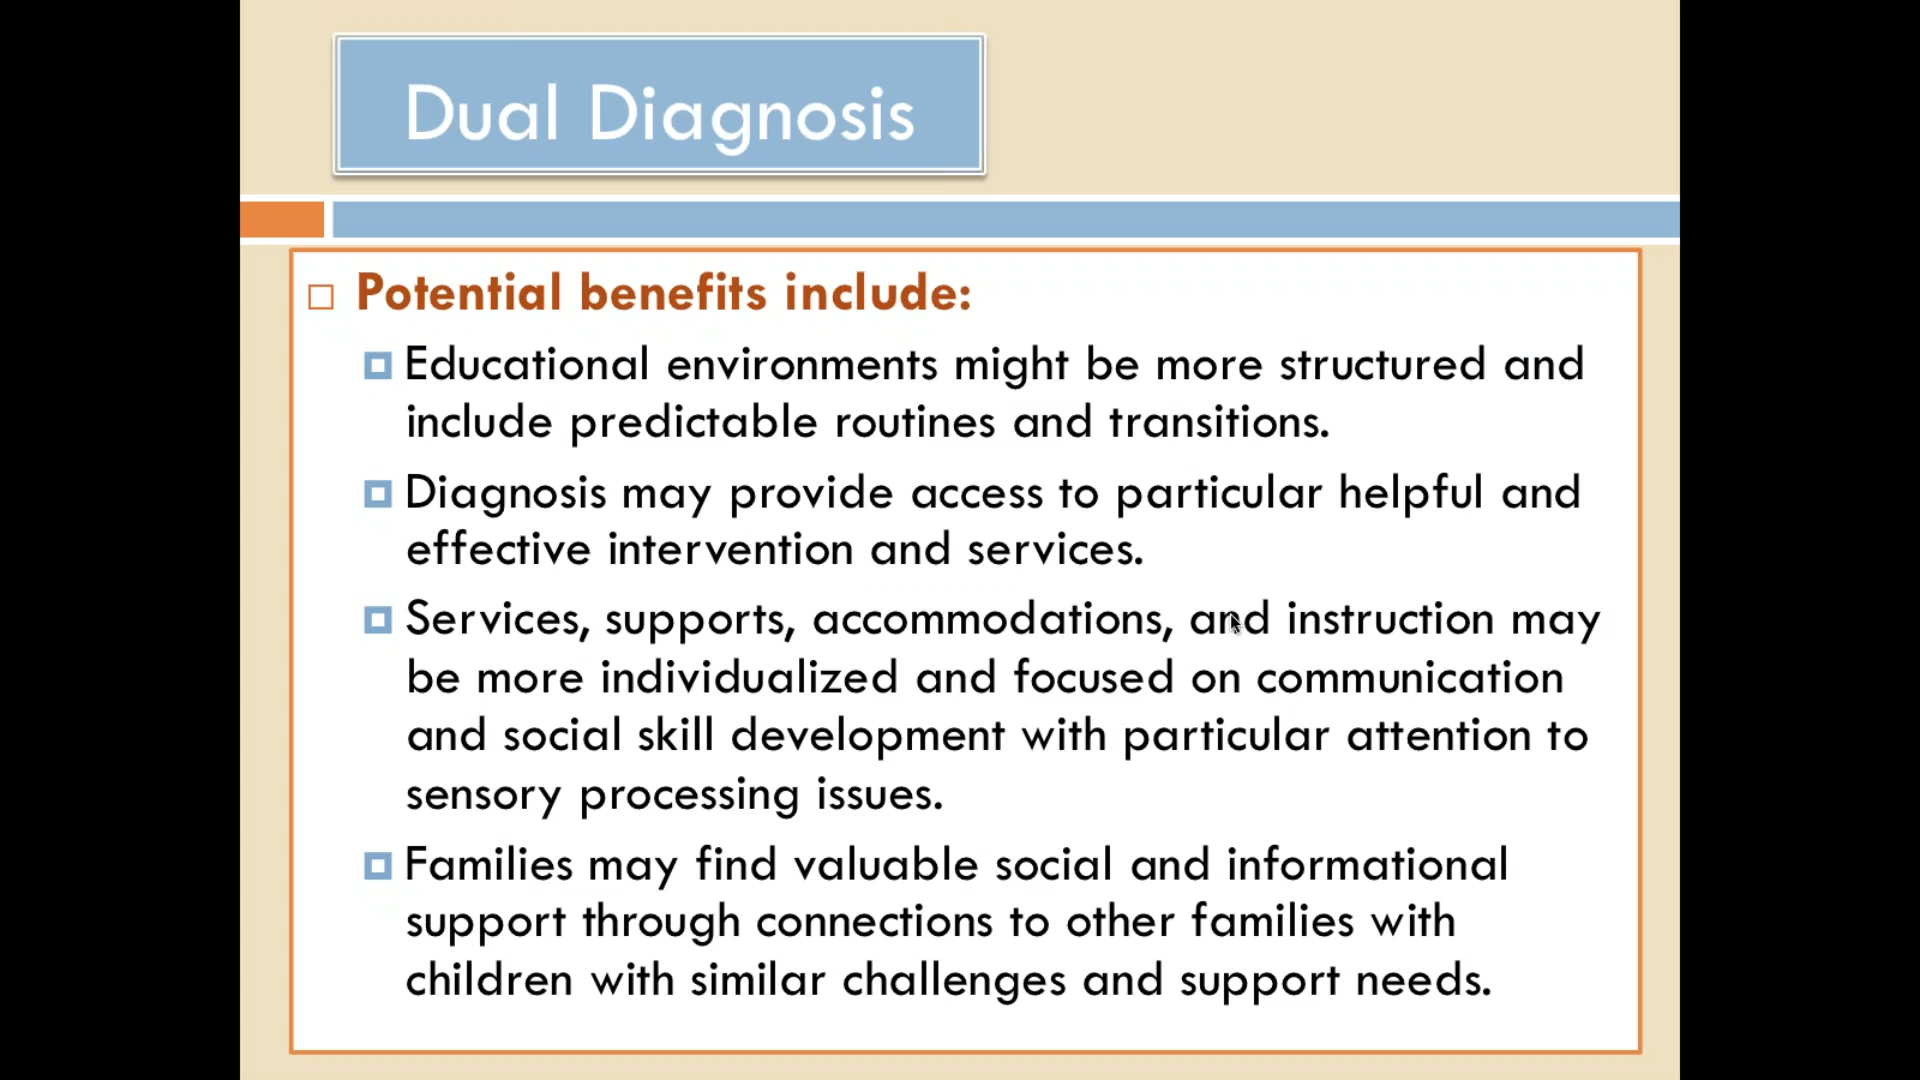 Dual Diagnosis
Potential benefits include:
Educational environments might be more structured and
include predictable routines and transitions.
Diagnosis may provide access to particular helpful and
effective intervention and services.
Services, supports, accommodations, and instruction may
be more individualized and focused on communication
and social skill development with particular attention to
sensory processing issues.
Families may find valuable social and informational
support through connections to other families with
children with similar challenges and support needs.